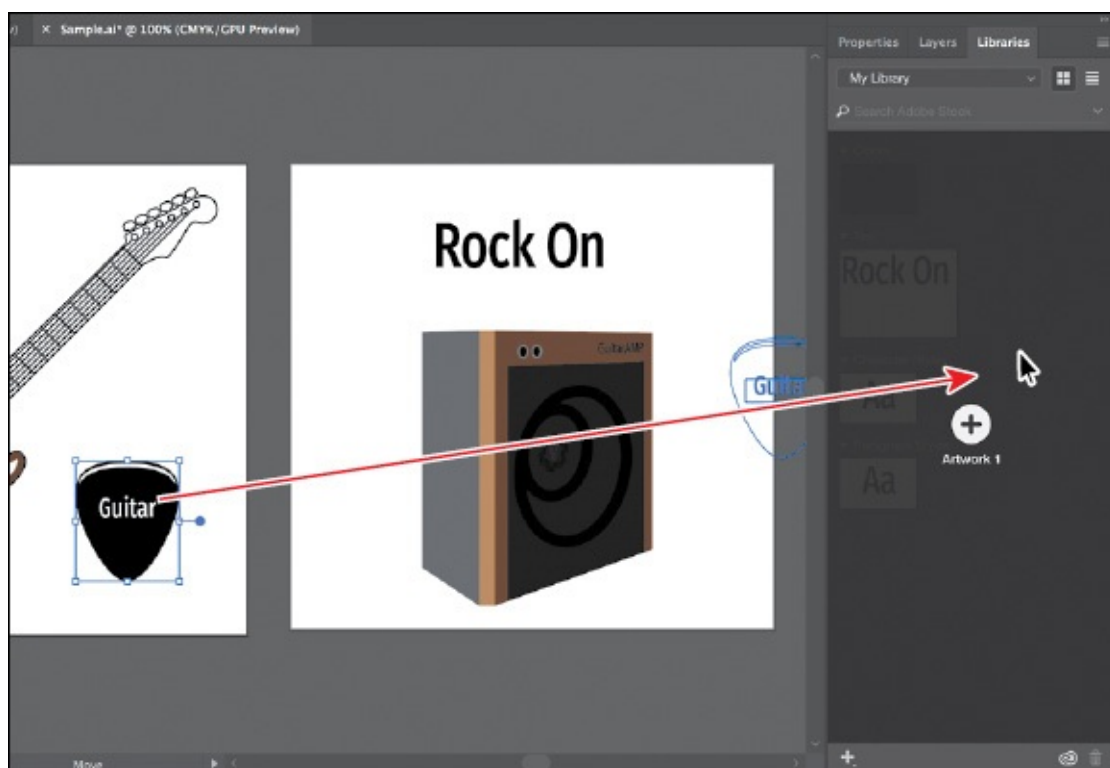 × Sample.ai* @ 100% (CMYK/GPU Preview)
Properties Layers Libraries
My Library
Search Adobe Stock
Rock On
GuitarAMP
Guitar
Guitar
Rock On
Aa
Artwork 1
Aa
Move